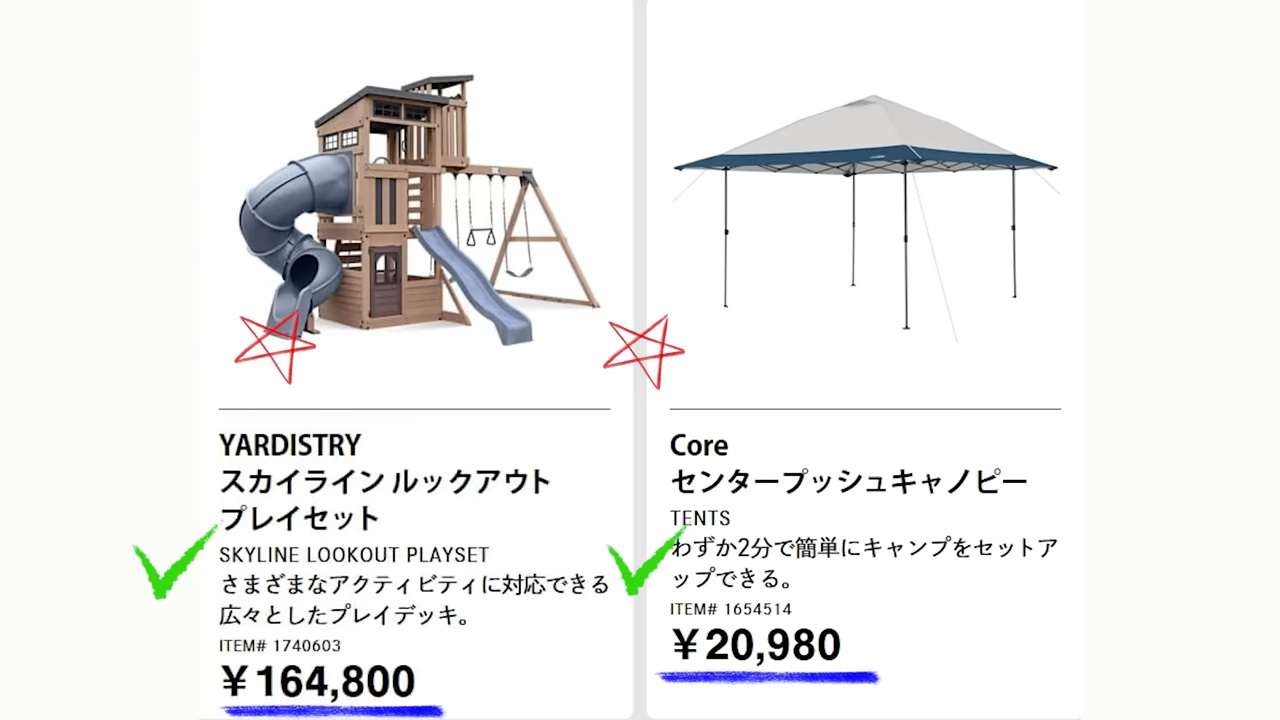 YARDISTRY
スカイライン ルックアウト
プレイセット
SKYLINE LOOKOUT PLAYSET
さまざまなアクティビティに対応できる
広々としたプレイデッキ。
ITEM# 1740603
￥164,800
Core
センタープッシュキャノピー
TENTS
わずか2分で簡単にキャンプをセットア
ップできる。
ITEM# 1654514
￥20,980